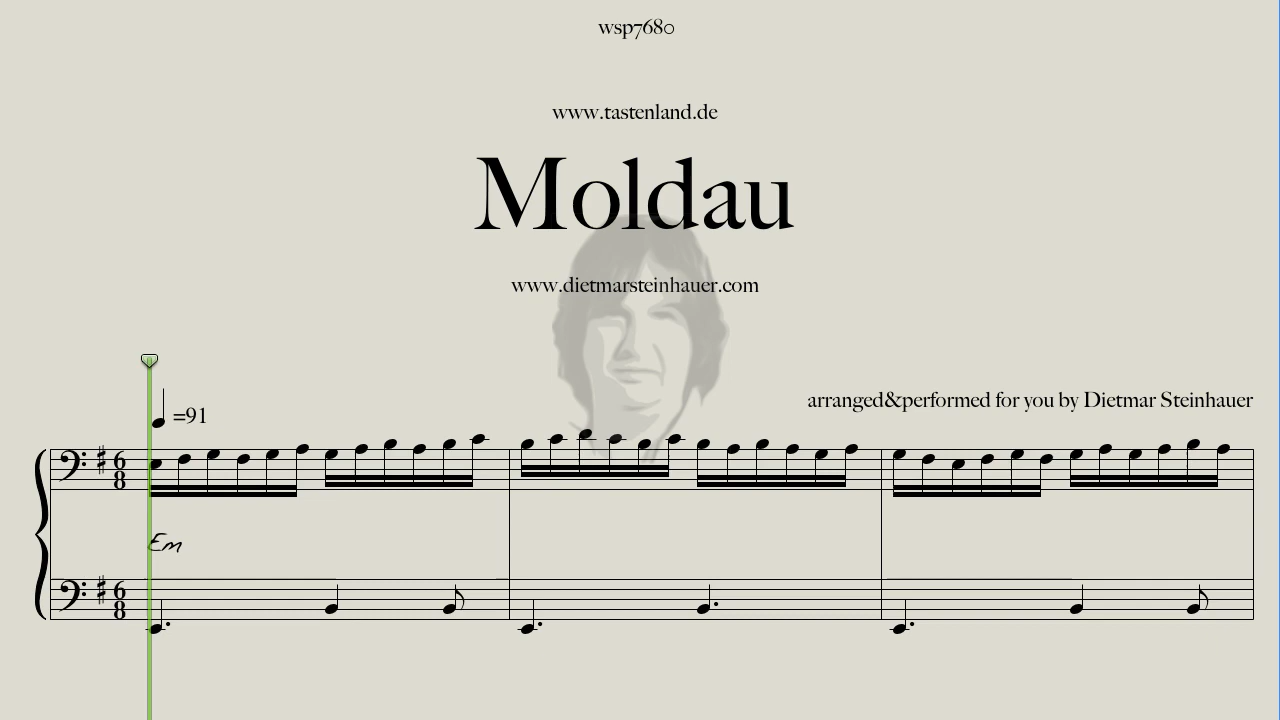 wsp7680
www.tastenland.de
Moldau
www.dietmarsteinhauer.com
=91
arranged&performed for you by Dietmar Steinhauer
6
8
Em
6
8